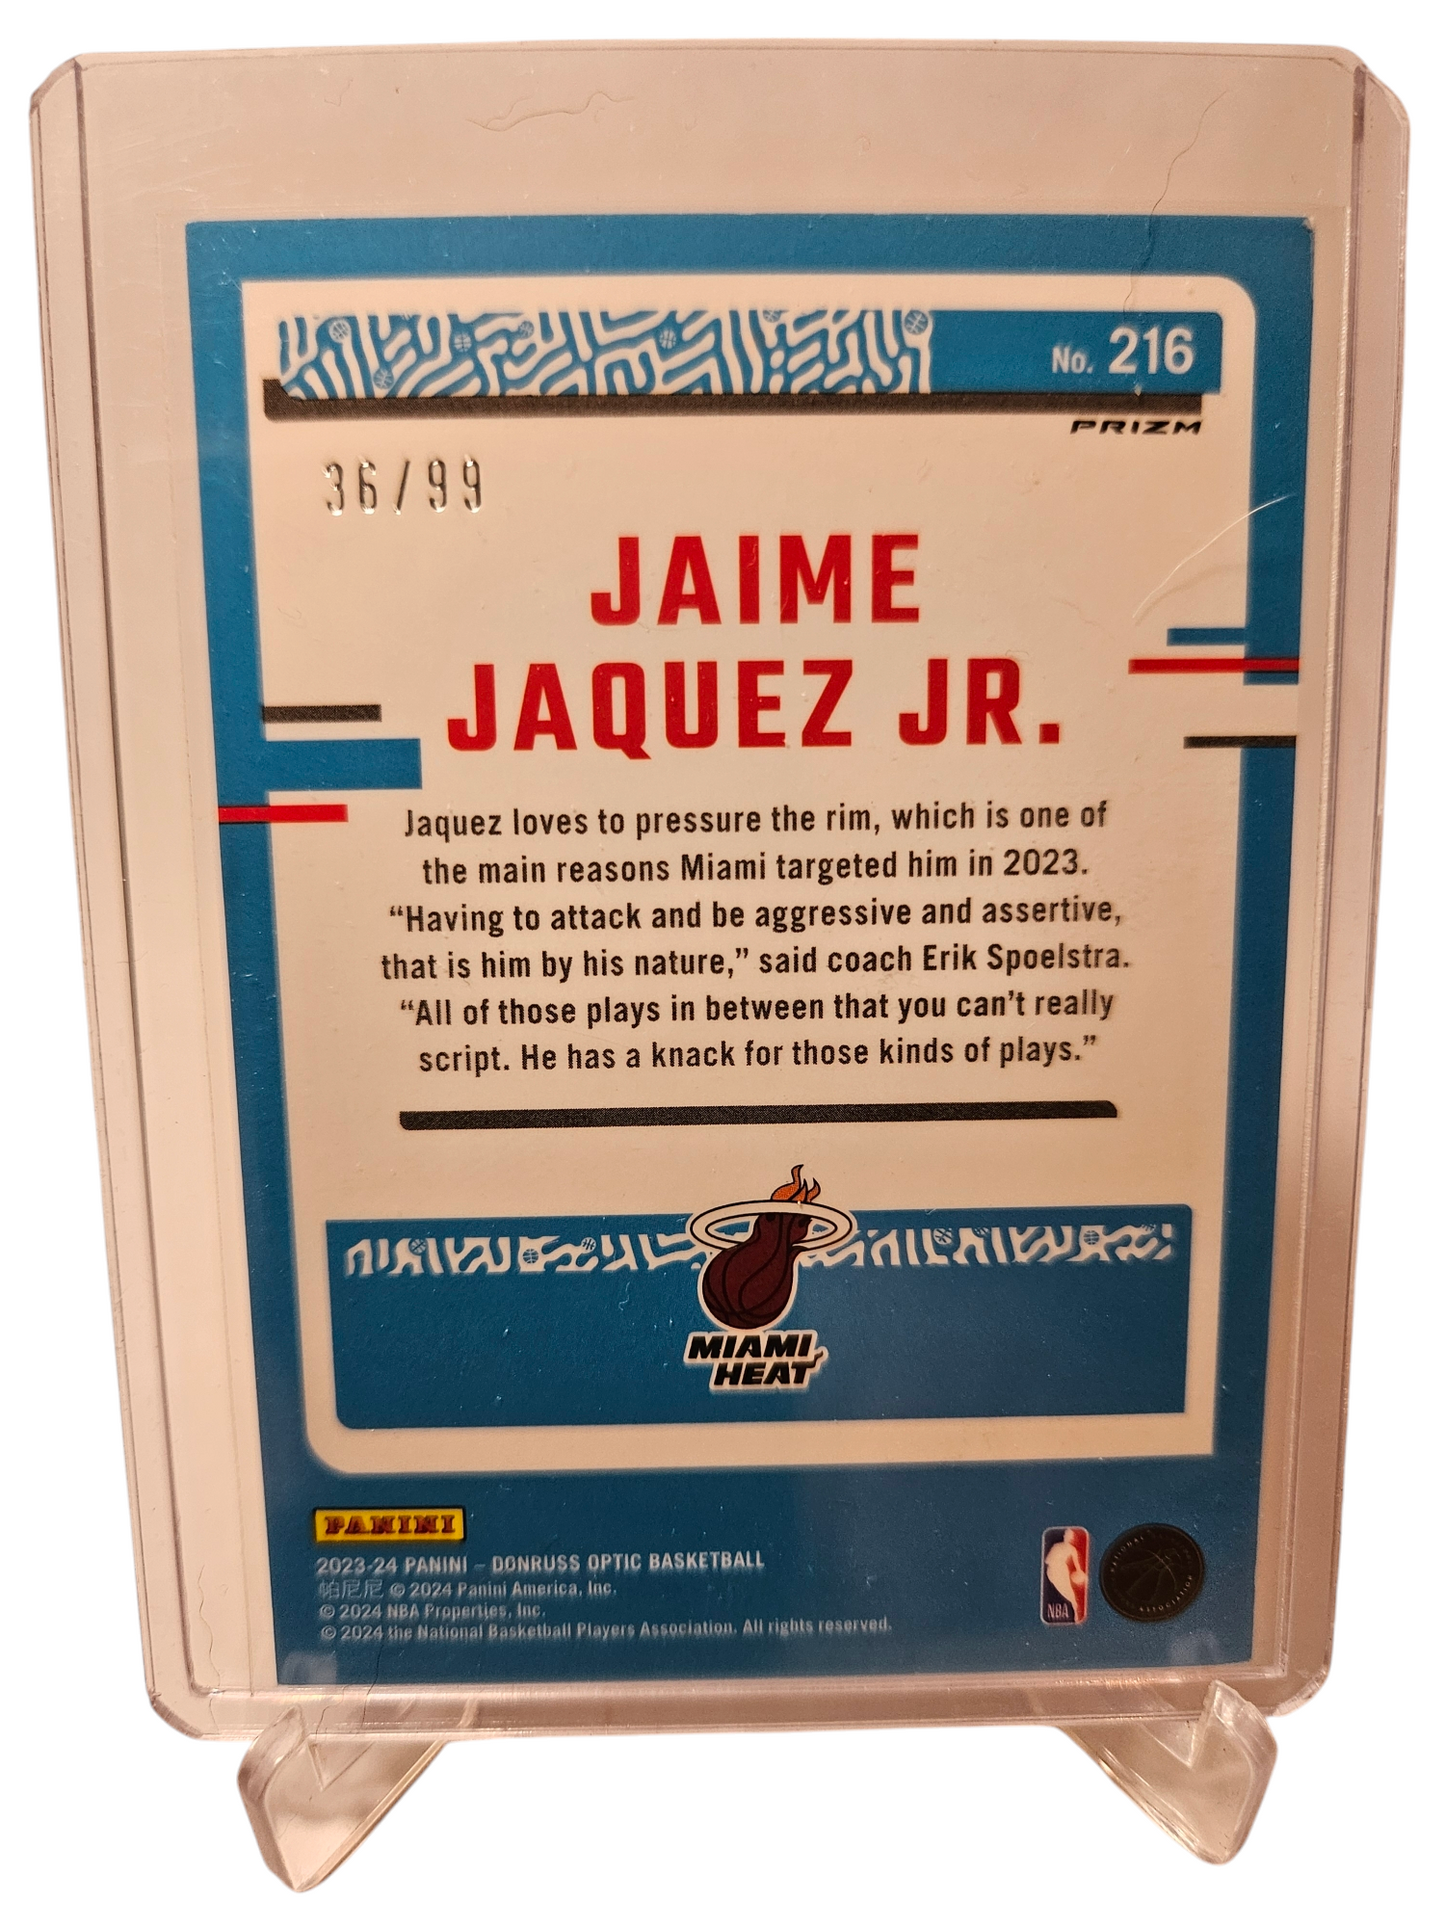 No. 216
PRIZM
36/99
JAIME
JAQUEZ JR.
Jaquez loves to pressure the rim, which is one of
the main reasons Miami targeted him in 2023.
“Having to attack and be aggressive and assertive,
that is him by his nature,” said coach Erik Spoelstra.
“All of those plays in between that you can’t really
script. He has a knack for those kinds of plays.”
MIAMI
HEAT
PANINI
2023-24 PANINI – DONRUSS OPTIC BASKETBALL
帕尼尼 © 2024 Panini America, Inc.
© 2024 NBA Properties, Inc.
© 2024 the National Basketball Players Association. All rights reserved.
NBA